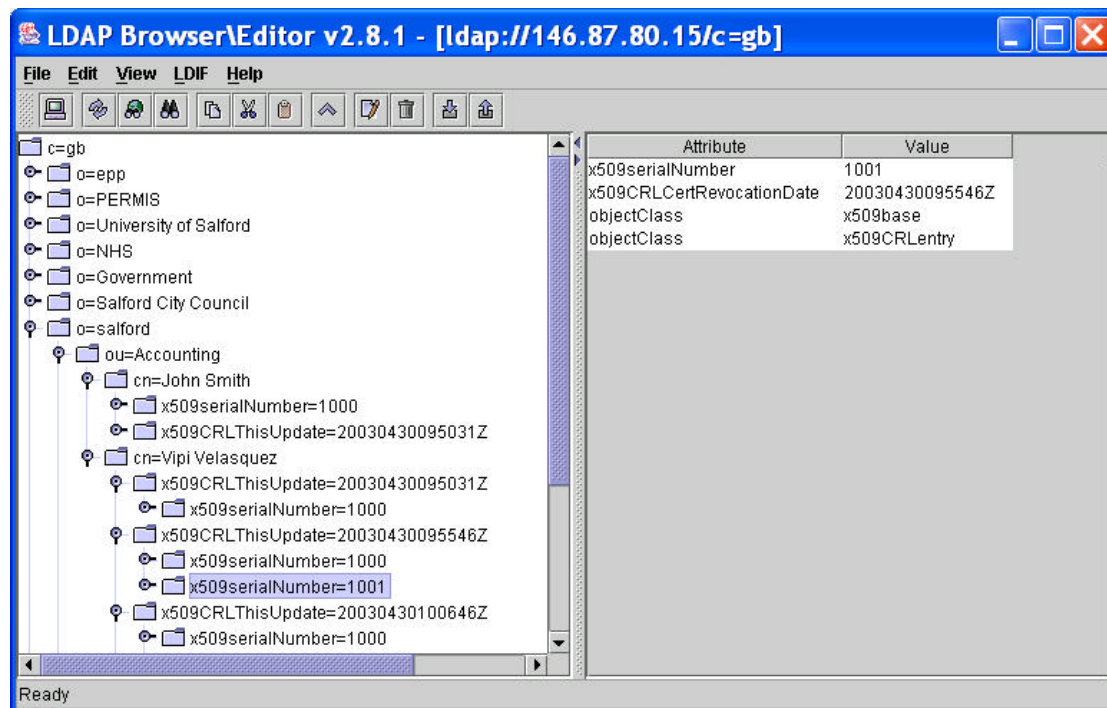 LDAP Browser\Editor v2.8.1 - [ldap://146.87.80.15/c=gb]
File Edit View LDIF Help
c=gb
o=epp
o=PERMIS
o=University of Salford
o=NHS
o=Government
o=Salford City Council
o=salford
ou=Accounting
cn=John Smith
x509serialNumber=1000
x509CRLThisUpdate=20030430095031Z
cn=Vipi Velasquez
x509CRLThisUpdate=20030430095031Z
x509serialNumber=1000
x509CRLThisUpdate=20030430095546Z
x509serialNumber=1000
x509serialNumber=1001
x509CRLThisUpdate=20030430100646Z
x509serialNumber=1000
Attribute Value
x509serialNumber 1001
x509CRLCertRevocationDate 20030430095546Z
objectClass x509base
objectClass x509CRLentry
Ready